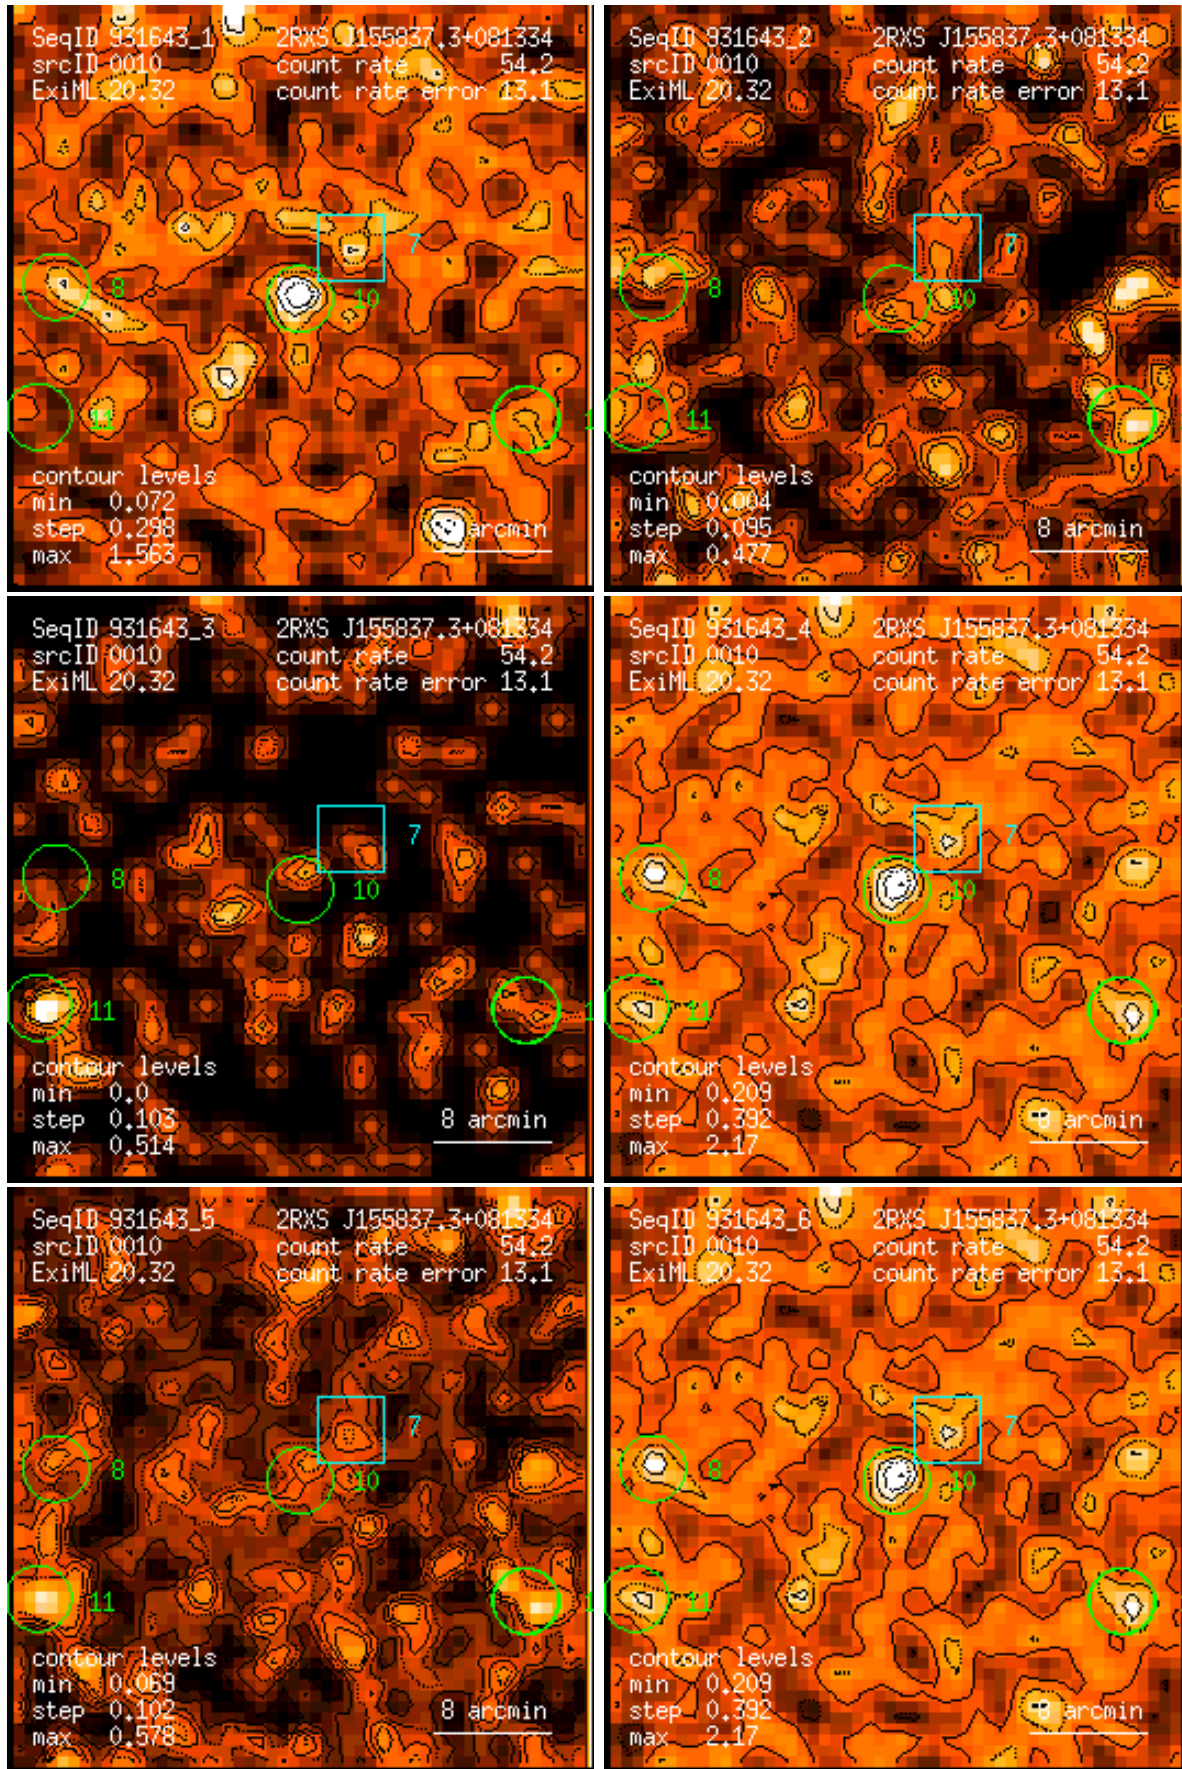 SeqID 931643_1 2RXS J155837.3+081334
srcID 0010 count rate 54.2
ExiML 20.32 count rate error 13.1
7
8
10
11
1
contour levels
min 0.072
step 0.298
max 1.563
arcmin
SeqID 931643_2 2RXS J155837.3+081334
srcID 0010 count rate 54.2
ExiML 20.32 count rate error 13.1
7
8
10
11
contour levels
min 0.004
step 0.095
max 0.477
8 arcmin
SeqID 931643_3 2RXS J155837.3+081334
srcID 0010 count rate 54.2
ExiML 20.32 count rate error 13.1
7
8
10
11
1
contour levels
min 0.0
step 0.103
max 0.514
8 arcmin
SeqID 931643_4 2RXS J155837.3+081334
srcID 0010 count rate 54.2
ExiML 20.32 count rate error 13.1
7
8
10
11
contour levels
min 0.209
step 0.392
max 2.17
8 arcmin
SeqID 931643_5 2RXS J155837.3+081334
srcID 0010 count rate 54.2
ExiML 20.32 count rate error 13.1
7
8
10
11
1
contour levels
min 0.069
step 0.102
max 0.578
8 arcmin
SeqID 931643_6 2RXS J155837.3+081334
srcID 0010 count rate 54.2
ExiML 20.32 count rate error 13.1
7
8
10
11
contour levels
min 0.209
step 0.392
max 2.17
8 arcmin